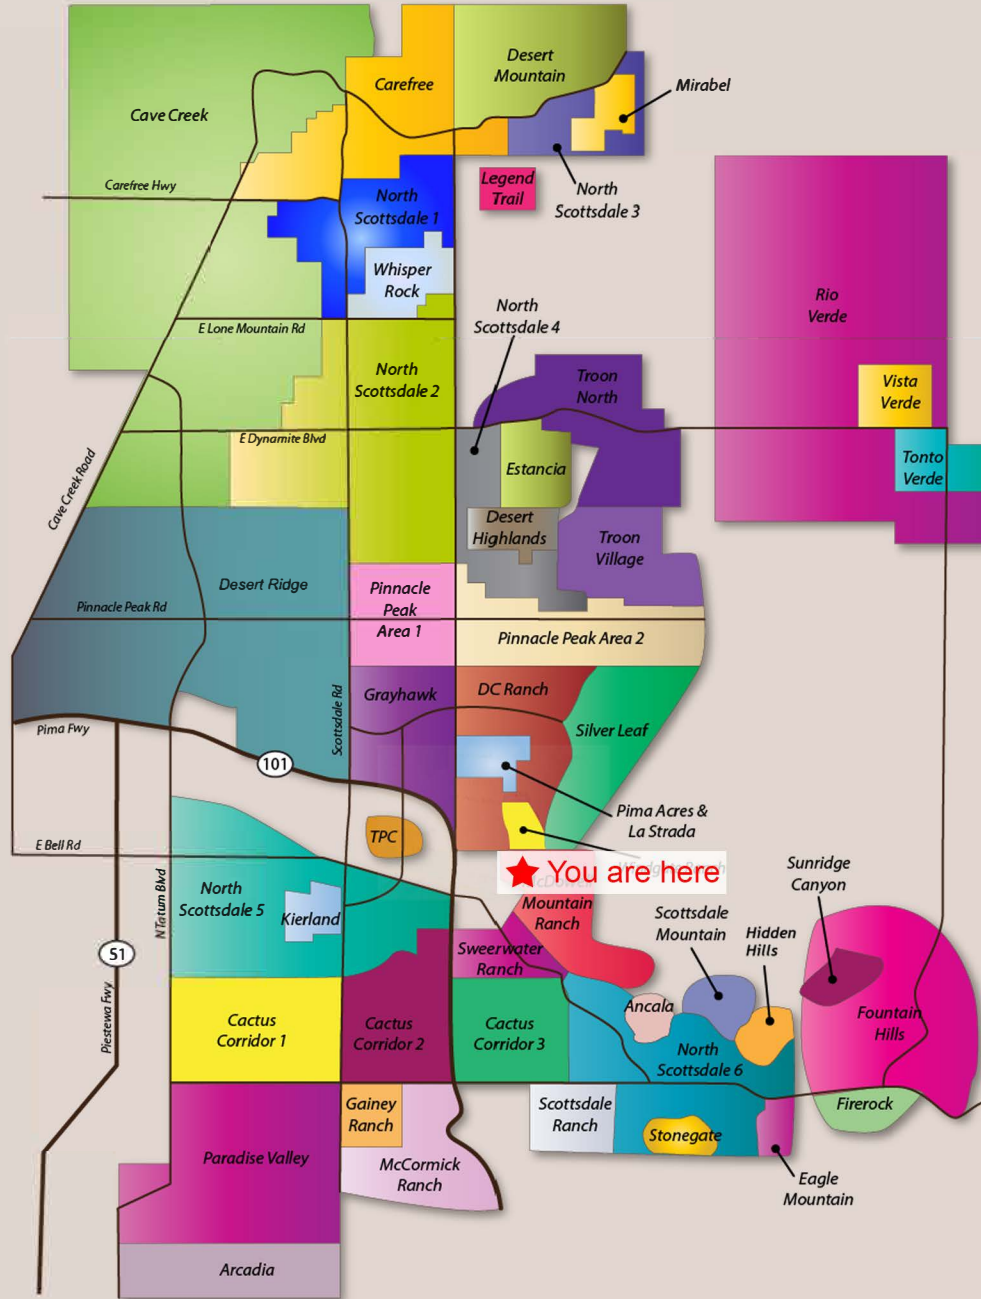 Cave Creek
Carefree
Desert
Mountain
Mirabel
Carefree Hwy
Legend
Trail
North
Scottsdale 3
North
Scottsdale 1
Whisper
Rock
Rio
Verde
E Lone Mountain Rd
North
Scottsdale 4
North
Scottsdale 2
Troon
North
Vista
Verde
E Dynamite Blvd
Estancia
Tonto
Verde
Cave Creek Road
Desert
Highlands
Troon
Village
Desert Ridge
Pinnacle
Peak
Area 1
Pinnacle Peak Rd
Pinnacle Peak Area 2
Grayhawk
DC Ranch
Scottsdale Rd
Silver Leaf
Pima Fwy
101
Pima Acres &
La Strada
TPC
E Bell Rd
You are here
Mountain
Ranch
Sunridge
Canyon
North
Scottsdale 5
Kierland
N Tatum Blvd
Scottsdale
Mountain
Hidden
Hills
51
Sweerwater
Ranch
Ancala
Fountain
Hills
Piestewa Fwy
Cactus
Corridor 1
Cactus
Corridor 2
Cactus
Corridor 3
North
Scottsdale 6
Gainey
Ranch
Scottsdale
Ranch
Stonegate
Firerock
Paradise Valley
McCormick
Ranch
Eagle
Mountain
Arcadia